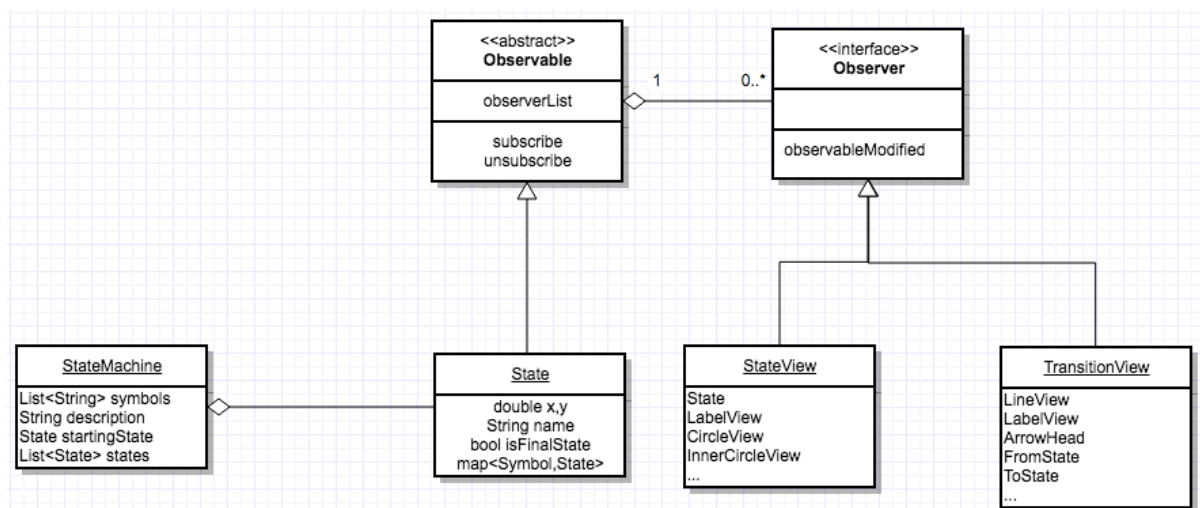 <<abstract>>
Observable
observerList
subscribe
unsubscribe
1
0..*
<<interface>>
Observer
observableModified
StateMachine
List<String> symbols
String description
State startingState
List<State> states
State
double x,y
String name
bool isFinalState
map<Symbol,State>
StateView
State
LabelView
CircleView
InnerCircleView
...
TransitionView
LineView
LabelView
ArrowHead
FromState
ToState
...